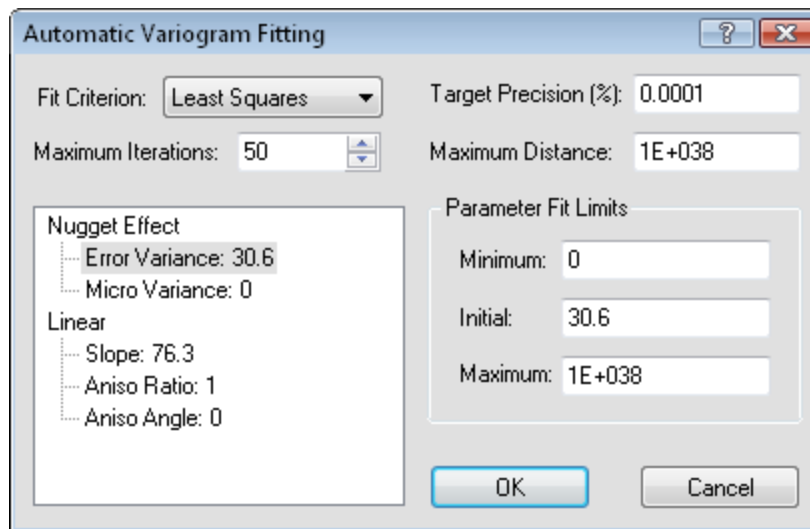 Automatic Variogram Fitting
Fit Criterion: Least Squares
Target Precision (%): 0.0001
Maximum Iterations: 50
Maximum Distance: 1E+038
Nugget Effect
Error Variance: 30.6
Micro Variance: 0
Linear
Slope: 76.3
Aniso Ratio: 1
Aniso Angle: 0
Parameter Fit Limits
Minimum: 0
Initial: 30.6
Maximum: 1E+038
OK
Cancel